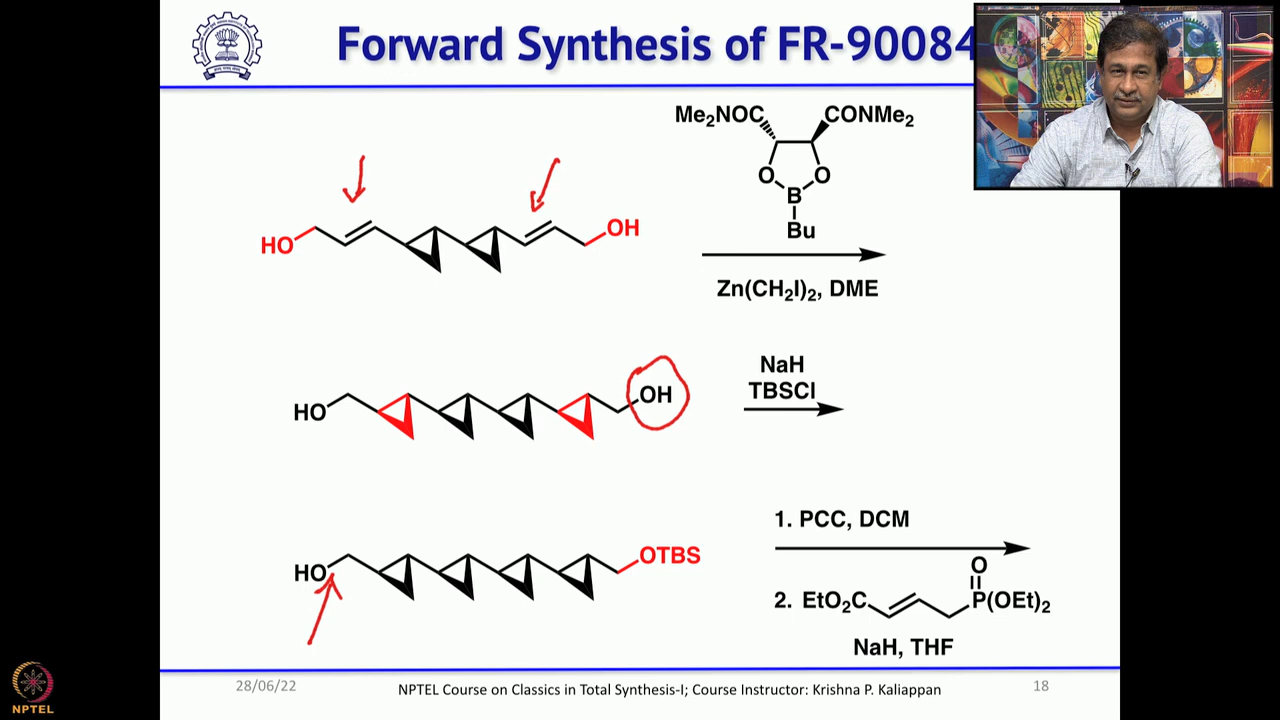 Forward Synthesis of FR-90084
Me₂NOC CONMe₂
O O
B
Bu
HO OH
Zn(CH₂I)₂, DME
NaH
TBSCl
HO OH
1. PCC, DCM
HO OTBS
O
2. EtO₂C P(OEt)₂
NaH, THF
28/06/22 NPTEL Course on Classics in Total Synthesis-I; Course Instructor: Krishna P. Kaliappan 18
NPTEL